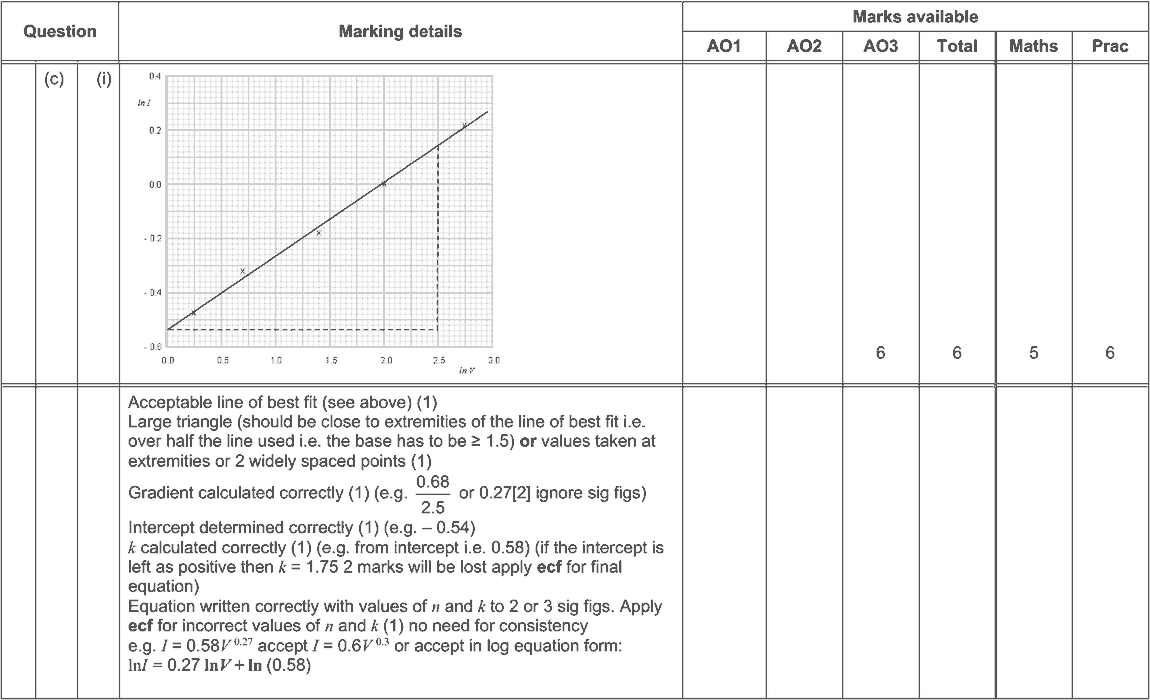 Question
Marking details
Marks available
AO1 AO2 AO3 Total Maths Prac
(c) (i)
0.4
ln I
0.2
0.0
- 0.2
- 0.4
- 0.6
0.0 0.5 1.0 1.5 2.0 2.5 3.0
ln V
6 6 5 6
Acceptable line of best fit (see above) (1)
Large triangle (should be close to extremities of the line of best fit i.e.
over half the line used i.e. the base has to be ≥ 1.5) or values taken at
extremities or 2 widely spaced points (1)
Gradient calculated correctly (1) (e.g. 0.68/2.5 or 0.27[2] ignore sig figs)
Intercept determined correctly (1) (e.g. – 0.54)
k calculated correctly (1) (e.g. from intercept i.e. 0.58) (if the intercept is
left as positive then k = 1.75 2 marks will be lost apply ecf for final
equation)
Equation written correctly with values of n and k to 2 or 3 sig figs. Apply
ecf for incorrect values of n and k (1) no need for consistency
e.g. I = 0.58V^0.27 accept I = 0.6V^0.3 or accept in log equation form:
lnI = 0.27 lnV + ln (0.58)